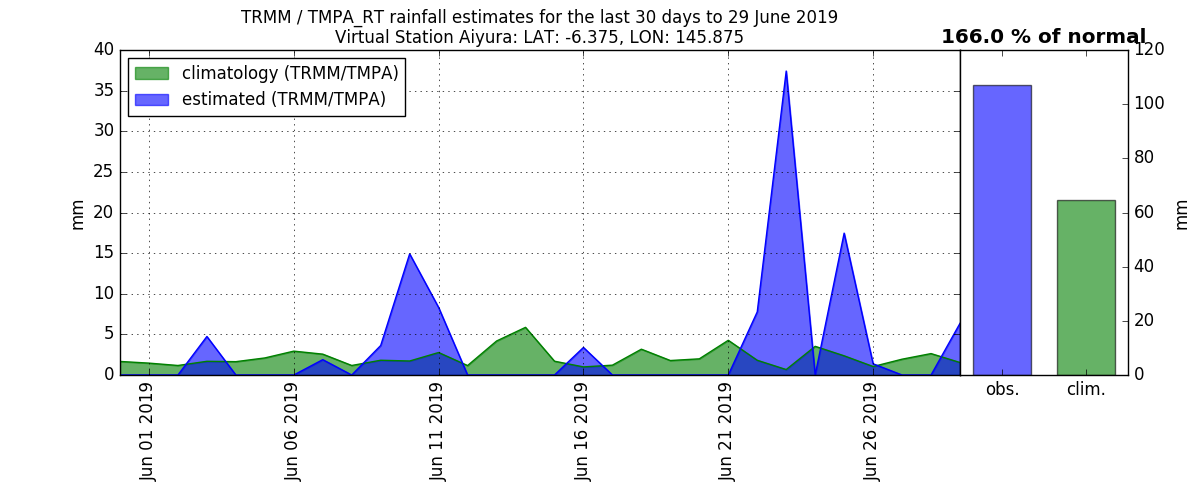 TRMM / TMPA_RT rainfall estimates for the last 30 days to 29 June 2019
Virtual Station Aiyura: LAT: -6.375, LON: 145.875
166.0 % of normal
climatology (TRMM/TMPA)
estimated (TRMM/TMPA)
40
35
30
25
20
15
10
5
0
mm
Jun 01 2019
Jun 06 2019
Jun 11 2019
Jun 16 2019
Jun 21 2019
Jun 26 2019
120
100
80
60
40
20
0
mm
obs.
clim.